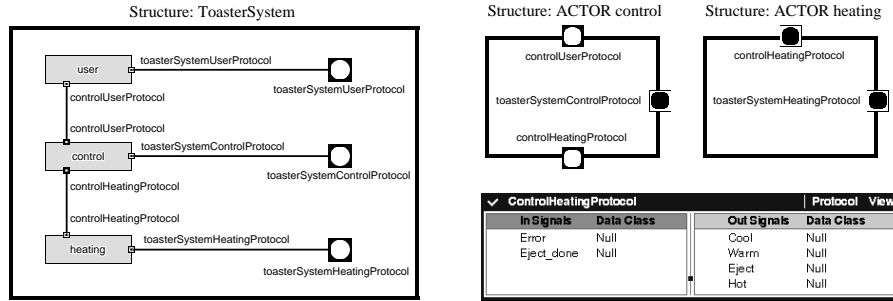 Structure: ToasterSystem
user
toasterSystemUserProtocol
toasterSystemUserProtocol
controlUserProtocol
controlUserProtocol
control
toasterSystemControlProtocol
toasterSystemControlProtocol
controlHeatingProtocol
controlHeatingProtocol
heating
toasterSystemHeatingProtocol
toasterSystemHeatingProtocol
Structure: ACTOR control
controlUserProtocol
toasterSystemControlProtocol
controlHeatingProtocol
Structure: ACTOR heating
controlHeatingProtocol
toasterSystemHeatingProtocol
ControlHeatingProtocol Protocol View
In Signals Data Class Out Signals Data Class
Error Null Cool Null
Eject_done Null Warm Null
Eject Null
Hot Null